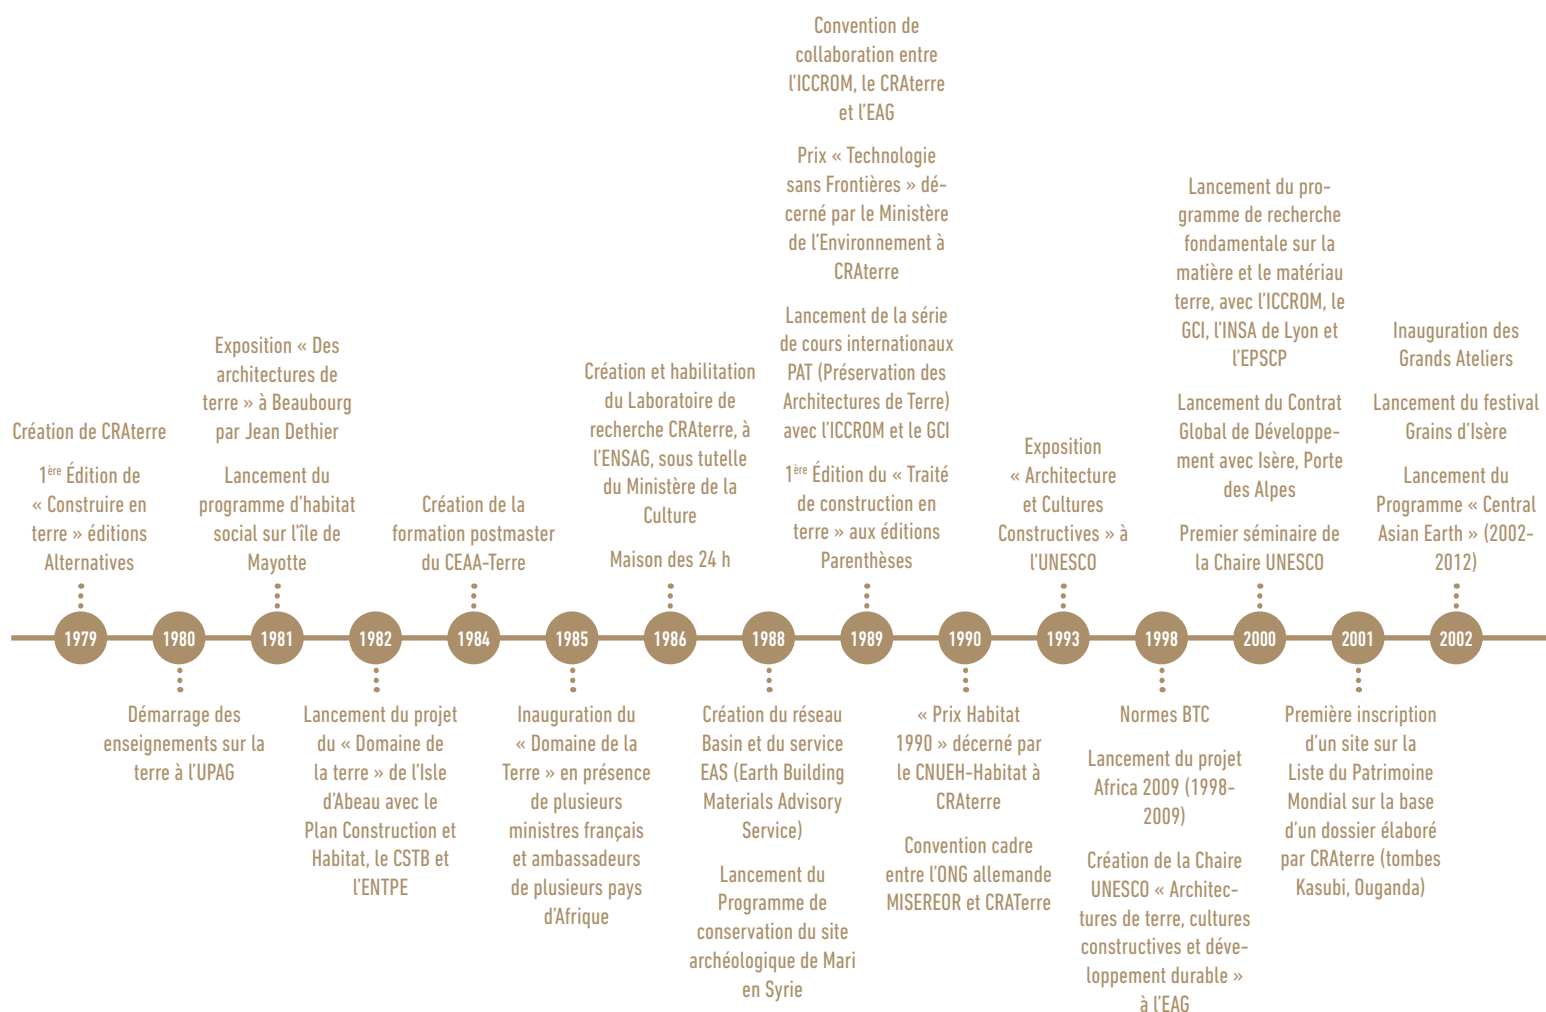 Création de CRAterre
1ère Édition de
« Construire en
terre » éditions
Alternatives
1979
1980
Démarrage des
enseignements sur la
terre à l'UPAG
Exposition « Des
architectures de
terre » à Beaubourg
par Jean Dethier
Lancement du
programme d'habitat
social sur l'île de
Mayotte
1981
1982
Lancement du projet
du « Domaine de
la terre » de l'Isle
d'Abeau avec le
Plan Construction et
Habitat, le CSTB et
l'ENTPE
Création de la
formation postmaster
du CEAA-Terre
1984
1985
Inauguration du
« Domaine de la
Terre » en présence
de plusieurs
ministres français
et ambassadeurs
de plusieurs pays
d'Afrique
Création et habilitation
du Laboratoire de
recherche CRAterre, à
l'ENSAG, sous tutelle
du Ministère de la
Culture
Maison des 24 h
1986
1988
Création du réseau
Basin et du service
EAS (Earth Building
Materials Advisory
Service)
Lancement du
Programme de
conservation du site
archéologique de Mari
en Syrie
Convention de
collaboration entre
l'ICCROM, le CRAterre
et l'EAG
Prix « Technologie
sans Frontières » dé-
cerné par le Ministère
de l'Environnement à
CRAterre
Lancement de la série
de cours internationaux
PAT (Préservation des
Architectures de Terre)
avec l'ICCROM et le GCI
1ère Édition du « Traité
de construction en
terre » aux éditions
Parenthèses
1989
1990
« Prix Habitat
1990 » décerné par
le CNUEH-Habitat à
CRAterre
Convention cadre
entre l'ONG allemande
MISEREOR et CRATerre
Exposition
« Architecture
et Cultures
Constructives » à
l'UNESCO
1993
1998
Normes BTC
Lancement du projet
Africa 2009 (1998-
2009)
Création de la Chaire
UNESCO « Architec-
tures de terre, cultures
constructives et déve-
loppement durable »
à l'EAG
Lancement du pro-
gramme de recherche
fondamentale sur la
matière et le matériau
terre, avec l'ICCROM, le
GCI, l'INSA de Lyon et
l'EPSCP
Lancement du Contrat
Global de Développe-
ment avec Isère, Porte
des Alpes
Premier séminaire de
la Chaire UNESCO
2000
2001
Première inscription
d'un site sur la
Liste du Patrimoine
Mondial sur la base
d'un dossier élaboré
par CRAterre (tombes
Kasubi, Ouganda)
Inauguration des
Grands Ateliers
Lancement du festival
Grains d'Isère
Lancement du
Programme « Central
Asian Earth » (2002-
2012)
2002